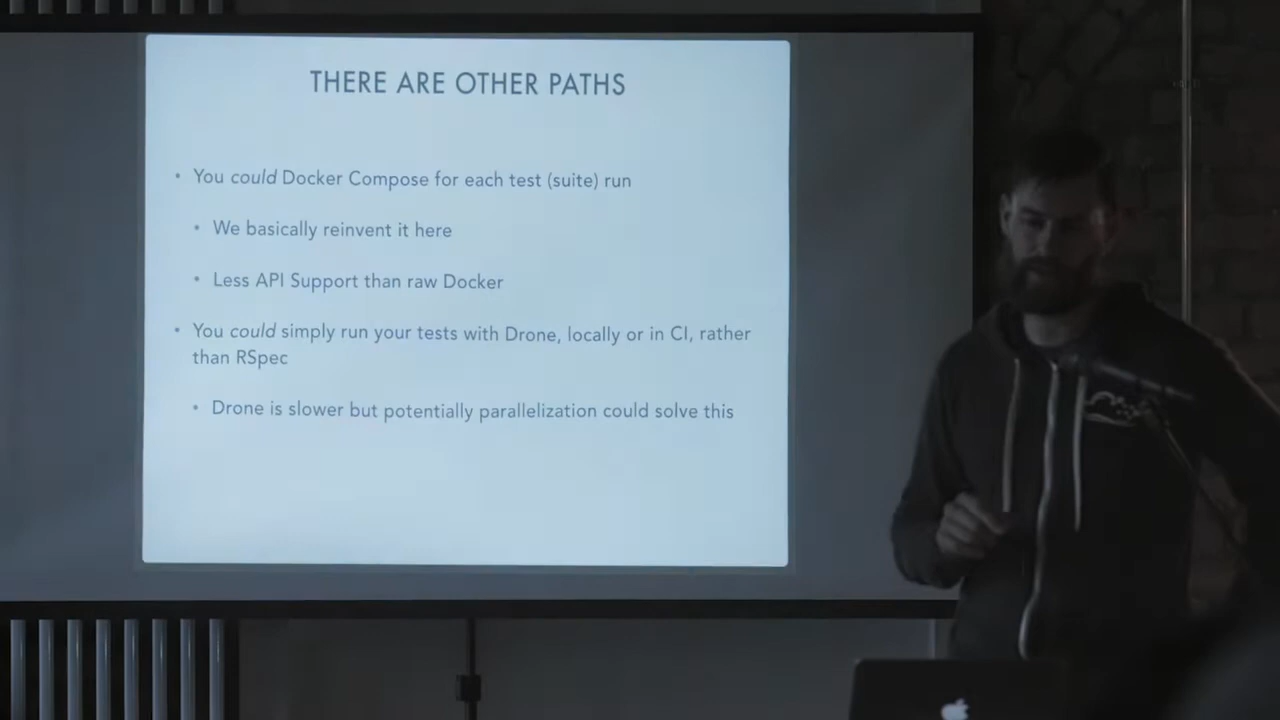 THERE ARE OTHER PATHS
• You could Docker Compose for each test (suite) run
• We basically reinvent it here
• Less API Support than raw Docker
• You could simply run your tests with Drone, locally or in CI, rather
than RSpec
• Drone is slower but potentially parallelization could solve this